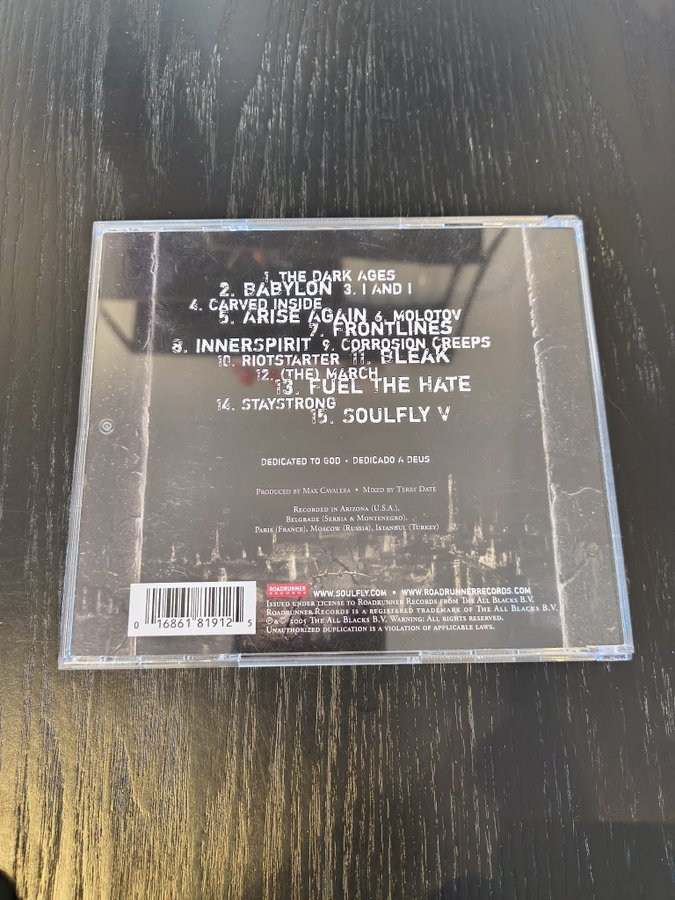 1. THE DARK AGES
2. BABYLON 3. I AND I
4. CARVED INSIDE
5. ARISE AGAIN 6. MOLOTOV
7. FRONTLINES
8. INNERSPIRIT 9. CORROSION CREEPS
10. RIOTSTARTER 11. BLEAK
12. (THE) MARCH
13. FUEL THE HATE
14. STAYSTRONG
15. SOULFLY V
DEDICATED TO GOD • DEDICADO A DEUS
PRODUCED BY MAX CAVALERA • MIXED BY TERRY DATE
RECORDED IN ARIZONA (U.S.A.),
BELGRADE (SERBIA & MONTENEGRO),
PARIS (FRANCE), MOSCOW (RUSSIA), ISTANBUL (TURKEY)
ROADRUNNER RECORDS WWW.SOULFLY.COM • WWW.ROADRUNNERRECORDS.COM
ISSUED UNDER LICENSE TO ROADRUNNER RECORDS FROM THE ALL BLACKS B.V.
ROADRUNNER RECORDS IS A REGISTERED TRADEMARK OF THE ALL BLACKS B.V.
℗ & © 2005 THE ALL BLACKS B.V. WARNING: ALL RIGHTS RESERVED.
UNAUTHORIZED DUPLICATION IS A VIOLATION OF APPLICABLE LAWS.
0 16861 81912 5